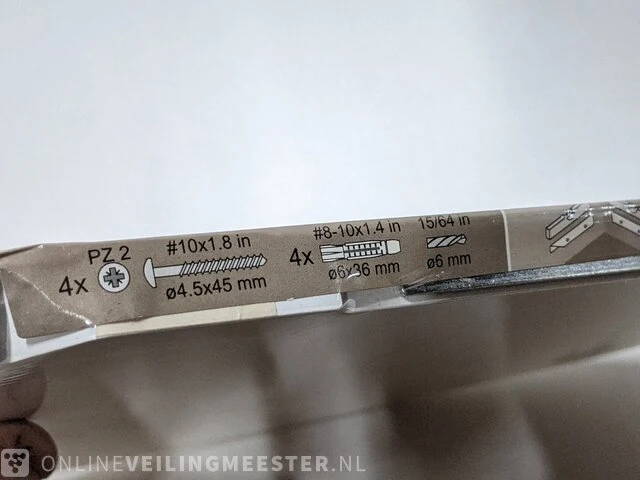 PZ 2
4x
#10x1.8 in
ø4.5x45 mm
4x
#8-10x1.4 in
ø6x36 mm
15/64 in
ø6 mm
ONLINEVEILINGMEESTER.NL